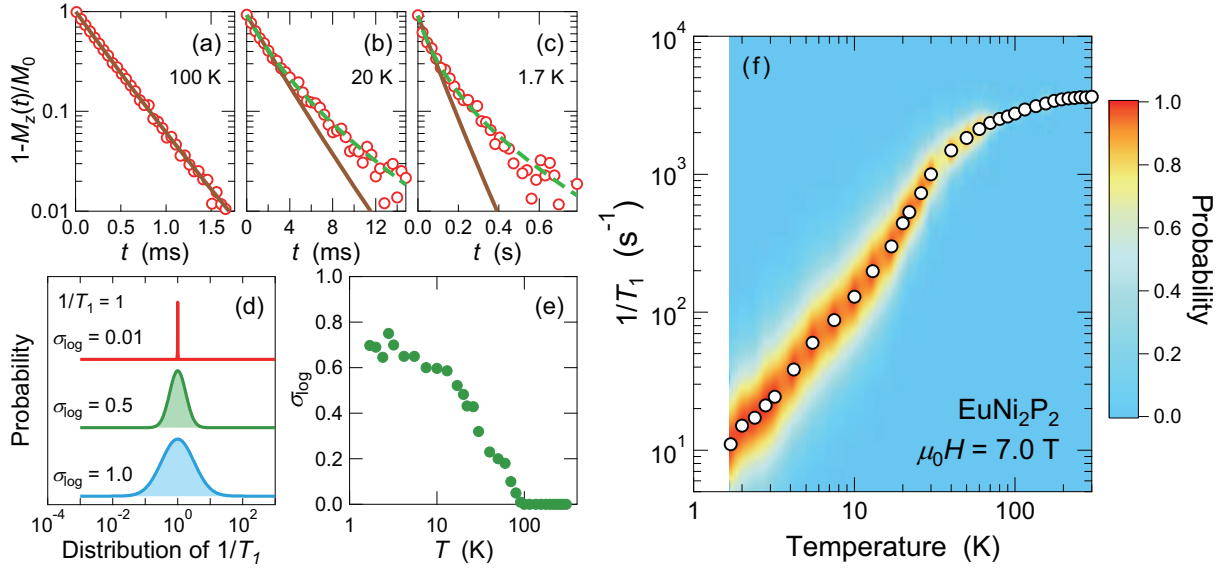 1
0.1
0.01
1-M_z(t)/M_0
(a)
100 K
0.0 0.5 1.0 1.5
t (ms)
(b)
20 K
0 4 8 12
t (ms)
(c)
1.7 K
0 0.2 0.6
t (s)
(d)
1/T_1 = 1
σ_log = 0.01
σ_log = 0.5
σ_log = 1.0
Probability
10^-4 10^-2 10^0 10^2
Distribution of 1/T_1
(e)
1.0
0.8
0.6
0.4
0.2
0.0
σ_log
1 10 100
T (K)
(f)
10^4
10^3
10^2
10^1
1/T_1 (s^-1)
EuNi_2P_2
μ_0H = 7.0 T
1 10 100
Temperature (K)
1.0
0.8
0.6
0.4
0.2
0.0
Probability